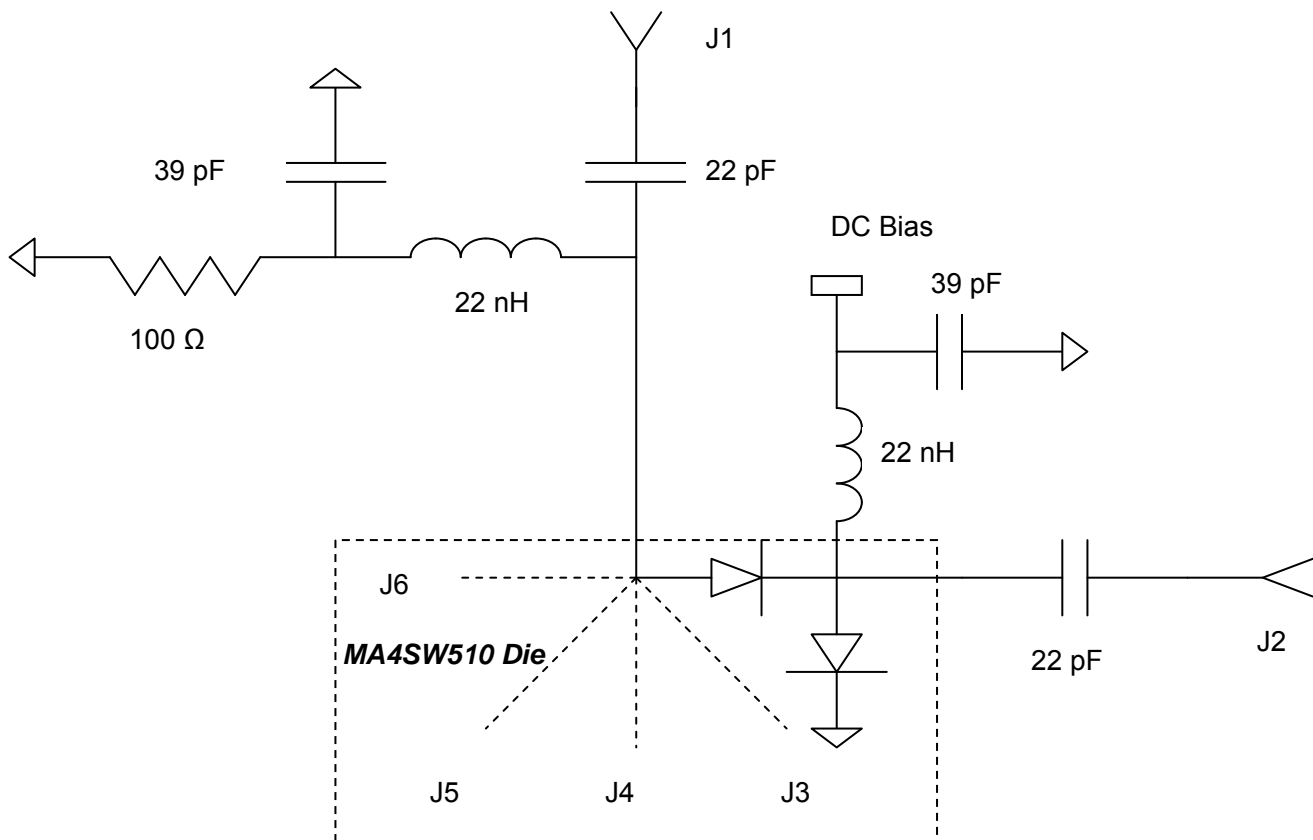 J1
39 pF
22 pF
DC Bias
39 pF
22 nH
100 Ω
22 nH
J6
MA4SW510 Die
22 pF
J2
J5
J4
J3